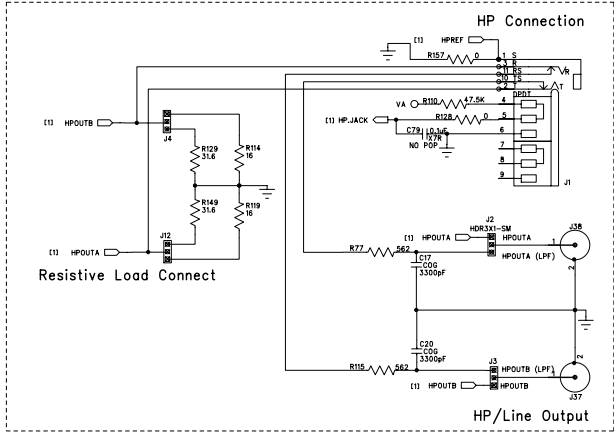 HP Connection
[1] HPREF
R157 0
1 S
3 R
11 RS
10 TS
2 T
R
T
DPDT
VA R110 47.5K 4
[1] HP.JACK R128 0 5
C79 0.1uF 6
X7R
NO POP
7
8
9
J1
[1] HPOUTB
J4
R129
31.6
R114
16
R149
31.6
R119
16
J12
[1] HPOUTA
Resistive Load Connect
J2
HDR3X1-SM
[1] HPOUTA
HPOUTA
J38
1
R77 562
HPOUTA (LPF)
2
C17
COG
3300pF
C20
COG
3300pF
2
R115 562
J3
HPOUTB (LPF)
1
[1] HPOUTB
HPOUTB
J37
HP/Line Output